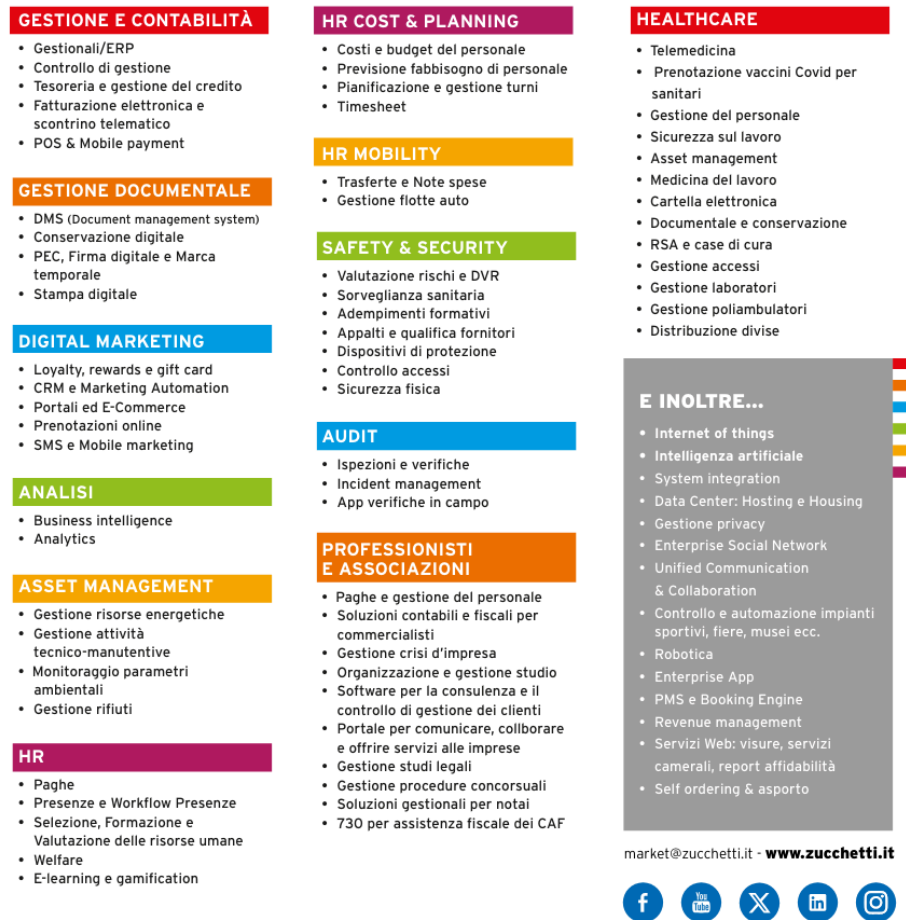 GESTIONE E CONTABILITÀ
• Gestionali/ERP
• Controllo di gestione
• Tesoreria e gestione del credito
• Fatturazione elettronica e
scontrino telematico
• POS & Mobile payment
GESTIONE DOCUMENTALE
• DMS (Document management system)
• Conservazione digitale
• PEC, Firma digitale e Marca
temporale
• Stampa digitale
DIGITAL MARKETING
• Loyalty, rewards e gift card
• CRM e Marketing Automation
• Portali ed E-Commerce
• Prenotazioni online
• SMS e Mobile marketing
ANALISI
• Business intelligence
• Analytics
ASSET MANAGEMENT
• Gestione risorse energetiche
• Gestione attività
tecnico-manutentive
• Monitoraggio parametri
ambientali
• Gestione rifiuti
HR
• Paghe
• Presenze e Workflow Presenze
• Selezione, Formazione e
Valutazione delle risorse umane
• Welfare
• E-learning e gamification
HR COST & PLANNING
• Costi e budget del personale
• Previsione fabbisogno di personale
• Pianificazione e gestione turni
• Timesheet
HR MOBILITY
• Trasferte e Note spese
• Gestione flotte auto
SAFETY & SECURITY
• Valutazione rischi e DVR
• Sorveglianza sanitaria
• Adempimenti formativi
• Appalti e qualifica fornitori
• Dispositivi di protezione
• Controllo accessi
• Sicurezza fisica
AUDIT
• Ispezioni e verifiche
• Incident management
• App verifiche in campo
PROFESSIONISTI
E ASSOCIAZIONI
• Paghe e gestione del personale
• Soluzioni contabili e fiscali per
commercialisti
• Gestione crisi d'impresa
• Organizzazione e gestione studio
• Software per la consulenza e il
controllo di gestione dei clienti
• Portale per comunicare, collborare
e offrire servizi alle imprese
• Gestione studi legali
• Gestione procedure concorsuali
• Soluzioni gestionali per notai
• 730 per assistenza fiscale dei CAF
HEALTHCARE
• Telemedicina
• Prenotazione vaccini Covid per
sanitari
• Gestione del personale
• Sicurezza sul lavoro
• Asset management
• Medicina del lavoro
• Cartella elettronica
• Documentale e conservazione
• RSA e case di cura
• Gestione accessi
• Gestione laboratori
• Gestione poliambulatori
• Distribuzione divise
E INOLTRE...
• Internet of things
• Intelligenza artificiale
• System integration
• Data Center: Hosting e Housing
• Gestione privacy
• Enterprise Social Network
• Unified Communication
& Collaboration
• Controllo e automazione impianti
sportivi, fiere, musei ecc.
• Robotica
• Enterprise App
• PMS e Booking Engine
• Revenue management
• Servizi Web: visure, servizi
camerali, report affidabilità
• Self ordering & asporto
market@zucchetti.it - www.zucchetti.it
f You Tube X in